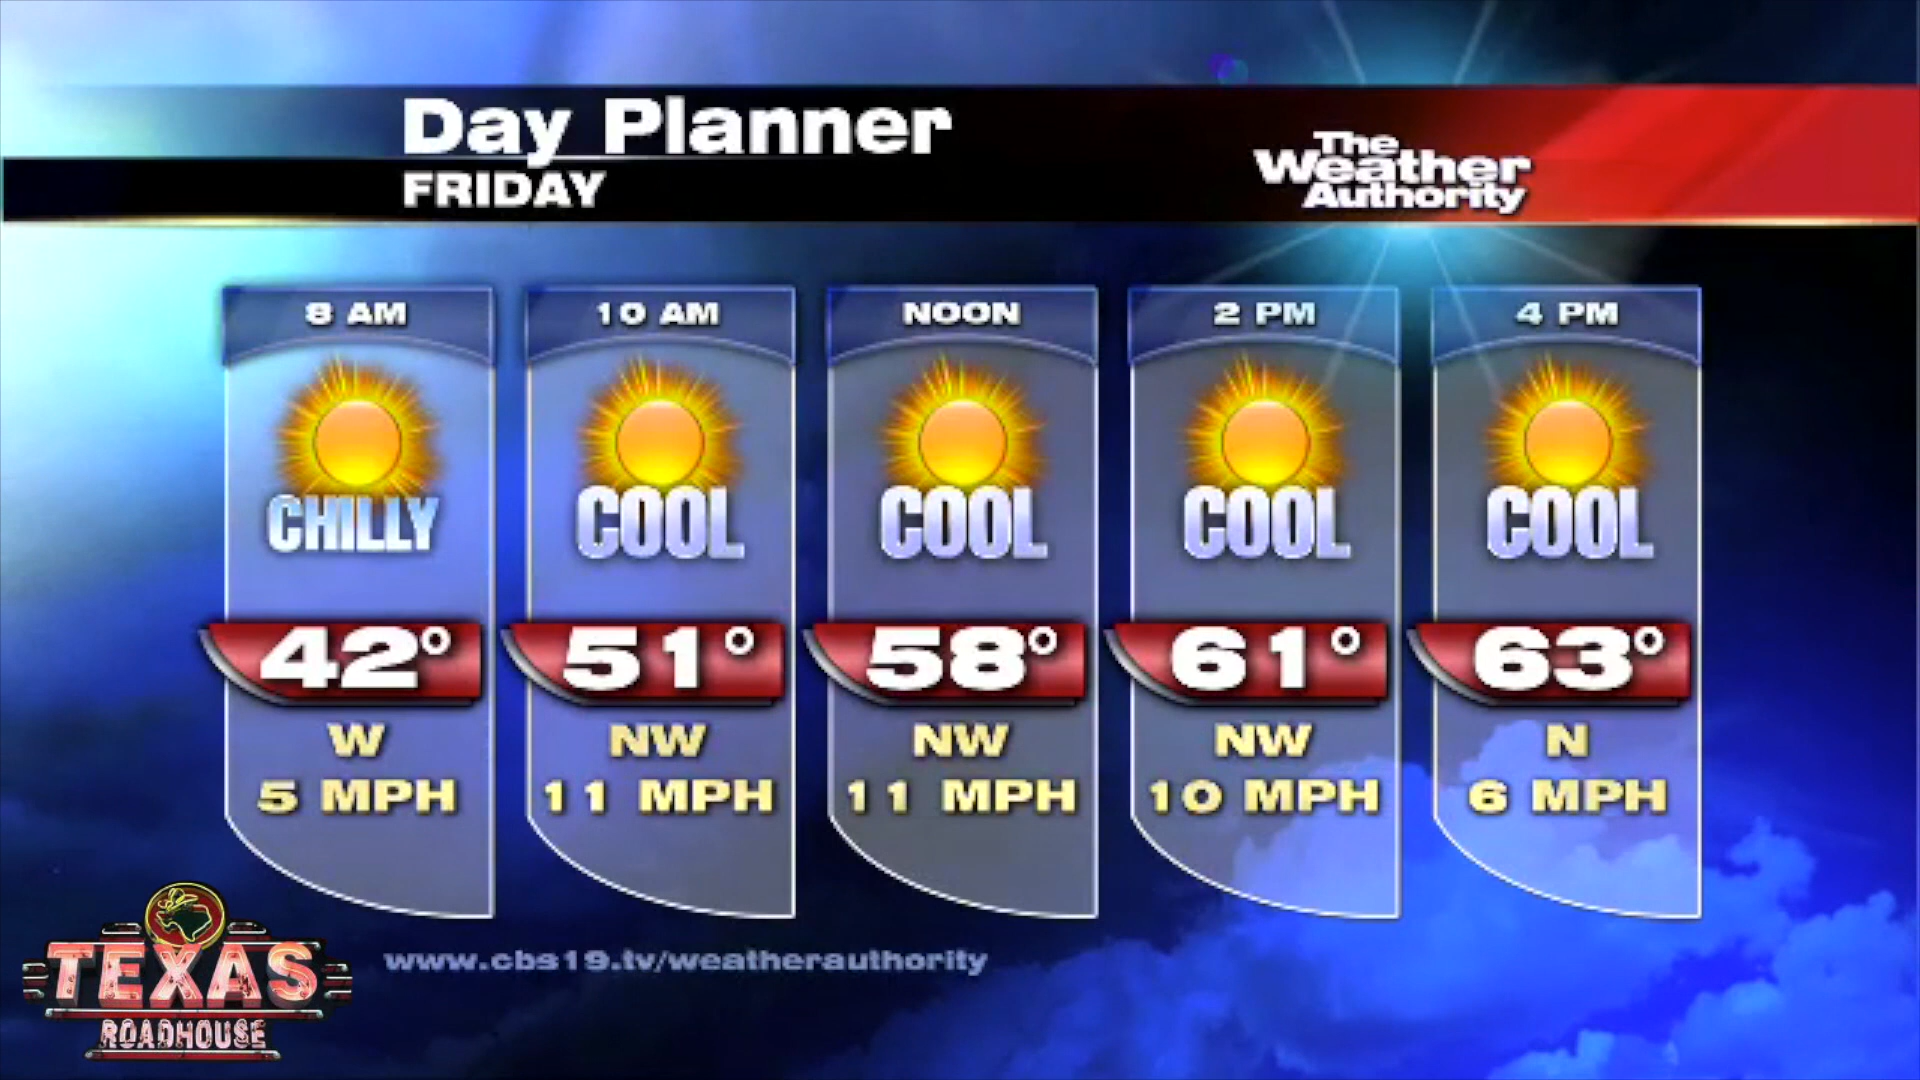 Day Planner
FRIDAY
The
Weather
Authority
8 AM
CHILLY
42°
W
5 MPH
10 AM
COOL
51°
NW
11 MPH
NOON
COOL
58°
NW
11 MPH
2 PM
COOL
61°
NW
10 MPH
4 PM
COOL
63°
N
6 MPH
TEXAS
ROADHOUSE
www.cbs19.tv/weatherauthority